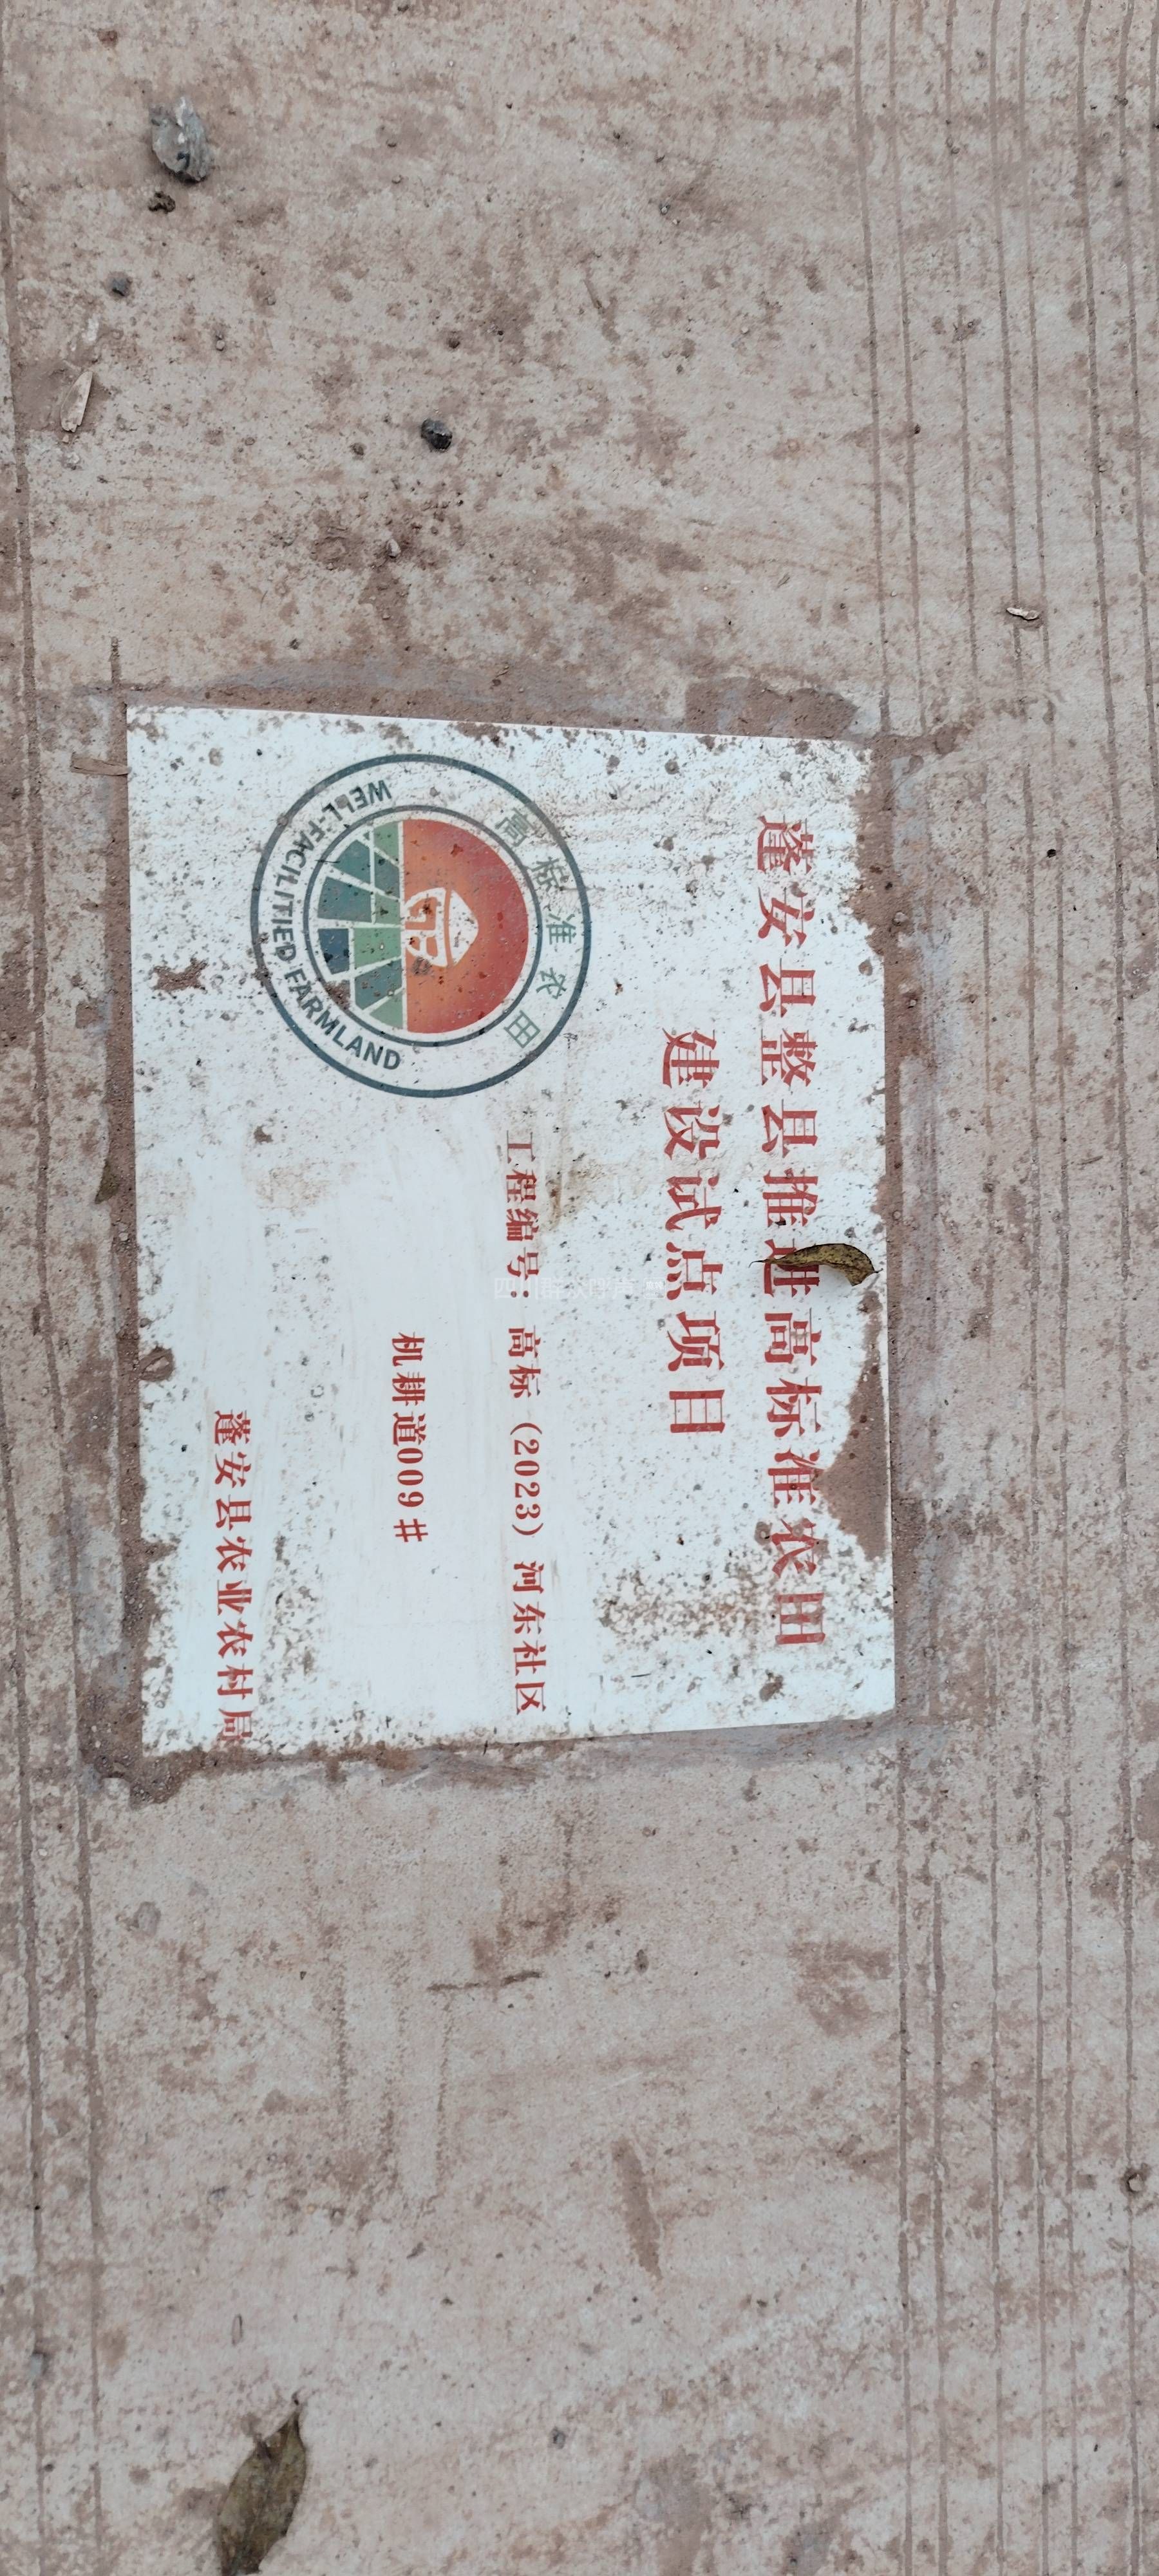 蓬安县整县推进高标准农田
建设试点项目
高标准农田
WELL-FACILITIED FARMLAND
工程编号：高标（2023）河东社区
机耕道009#
蓬安县农业农村局